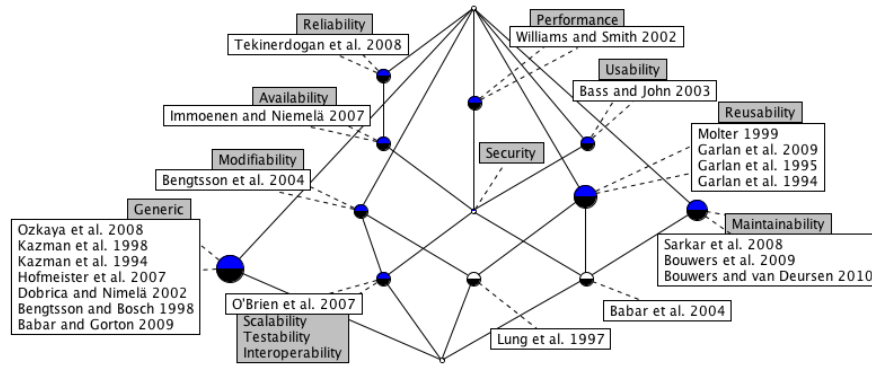 Reliability
Tekinerdogan et al. 2008
Performance
Williams and Smith 2002
Availability
Immoenen and Niemelä 2007
Usability
Bass and John 2003
Reusability
Molter 1999
Garlan et al. 2009
Garlan et al. 1995
Garlan et al. 1994
Modifiability
Bengtsson et al. 2004
Security
Generic
Ozkaya et al. 2008
Kazman et al. 1998
Kazman et al. 1994
Hofmeister et al. 2007
Dobrica and Nimelä 2002
Bengtsson and Bosch 1998
Babar and Gorton 2009
Maintainability
Sarkar et al. 2008
Bouwers et al. 2009
Bouwers and van Deursen 2010
O'Brien et al. 2007
Scalability
Testability
Interoperability
Lung et al. 1997
Babar et al. 2004